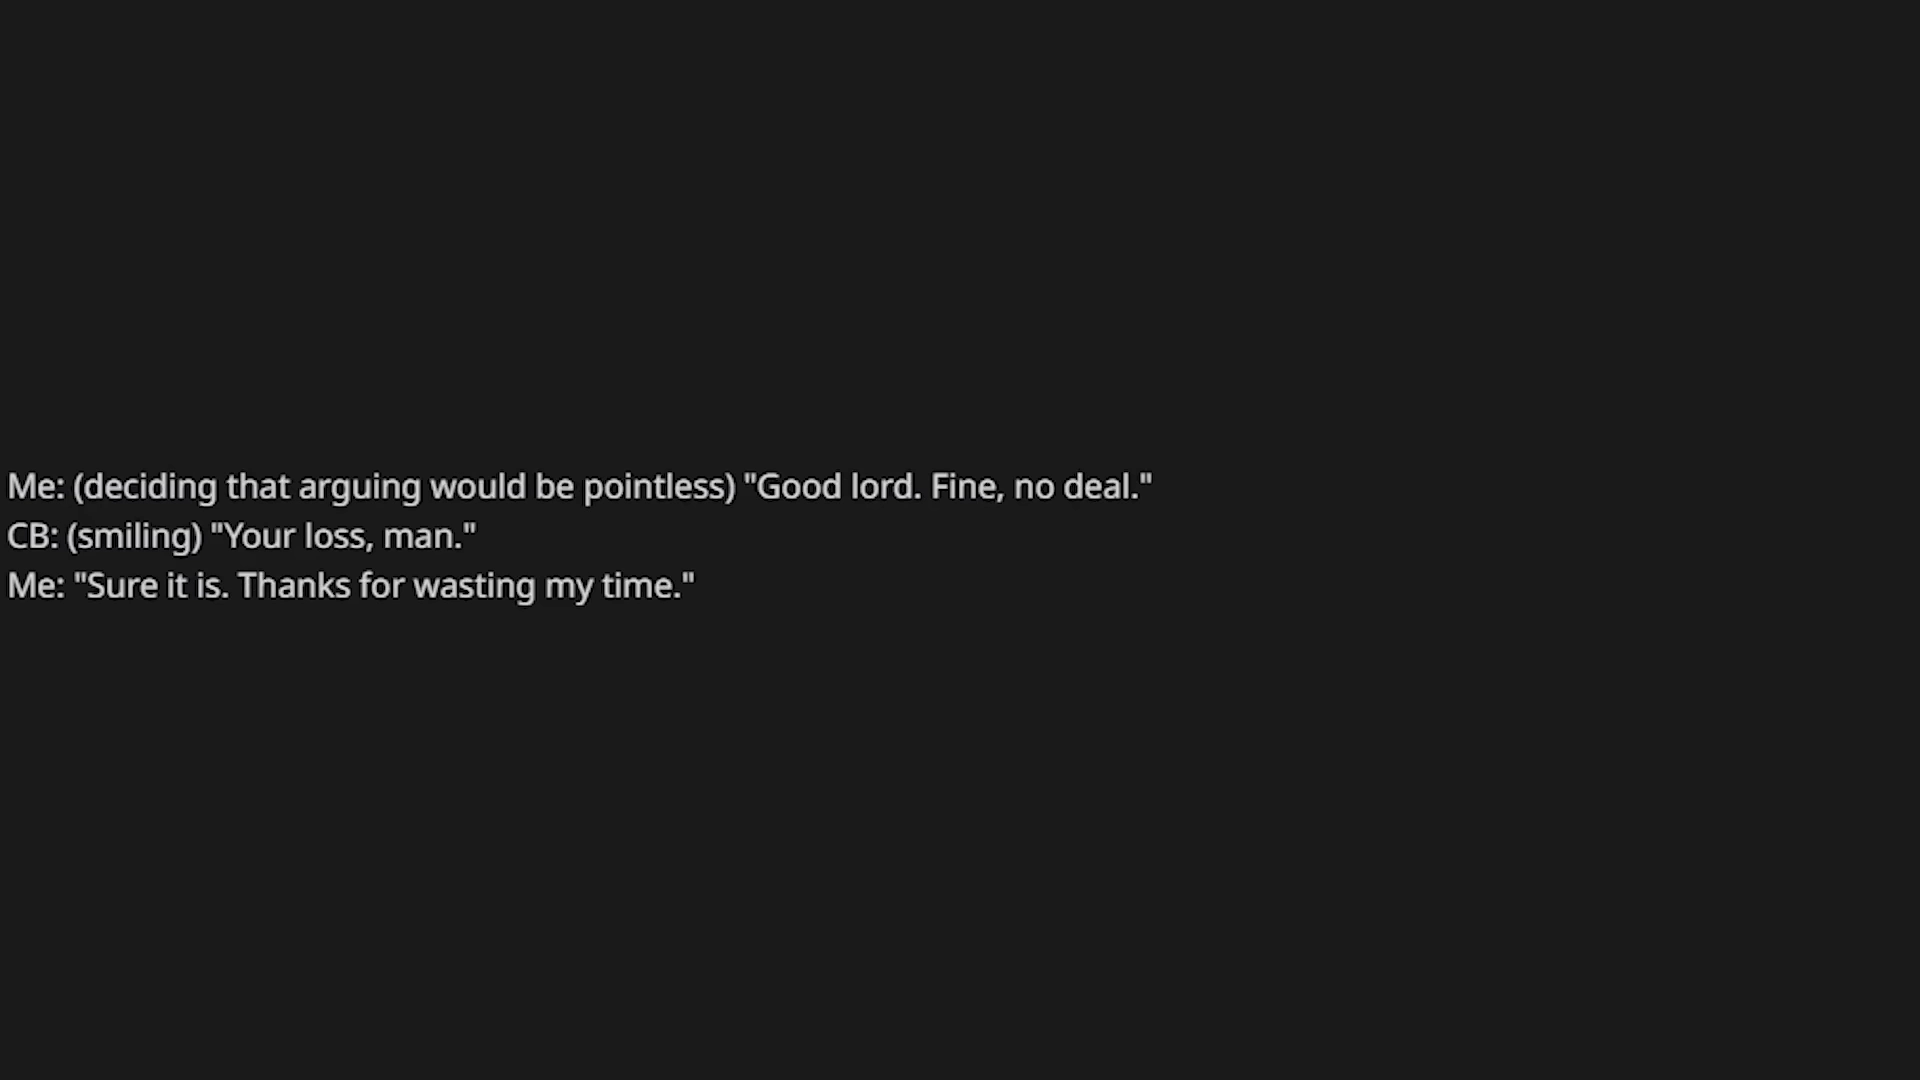 Me: (deciding that arguing would be pointless) "Good lord. Fine, no deal."
CB: (smiling) "Your loss, man."
Me: "Sure it is. Thanks for wasting my time."